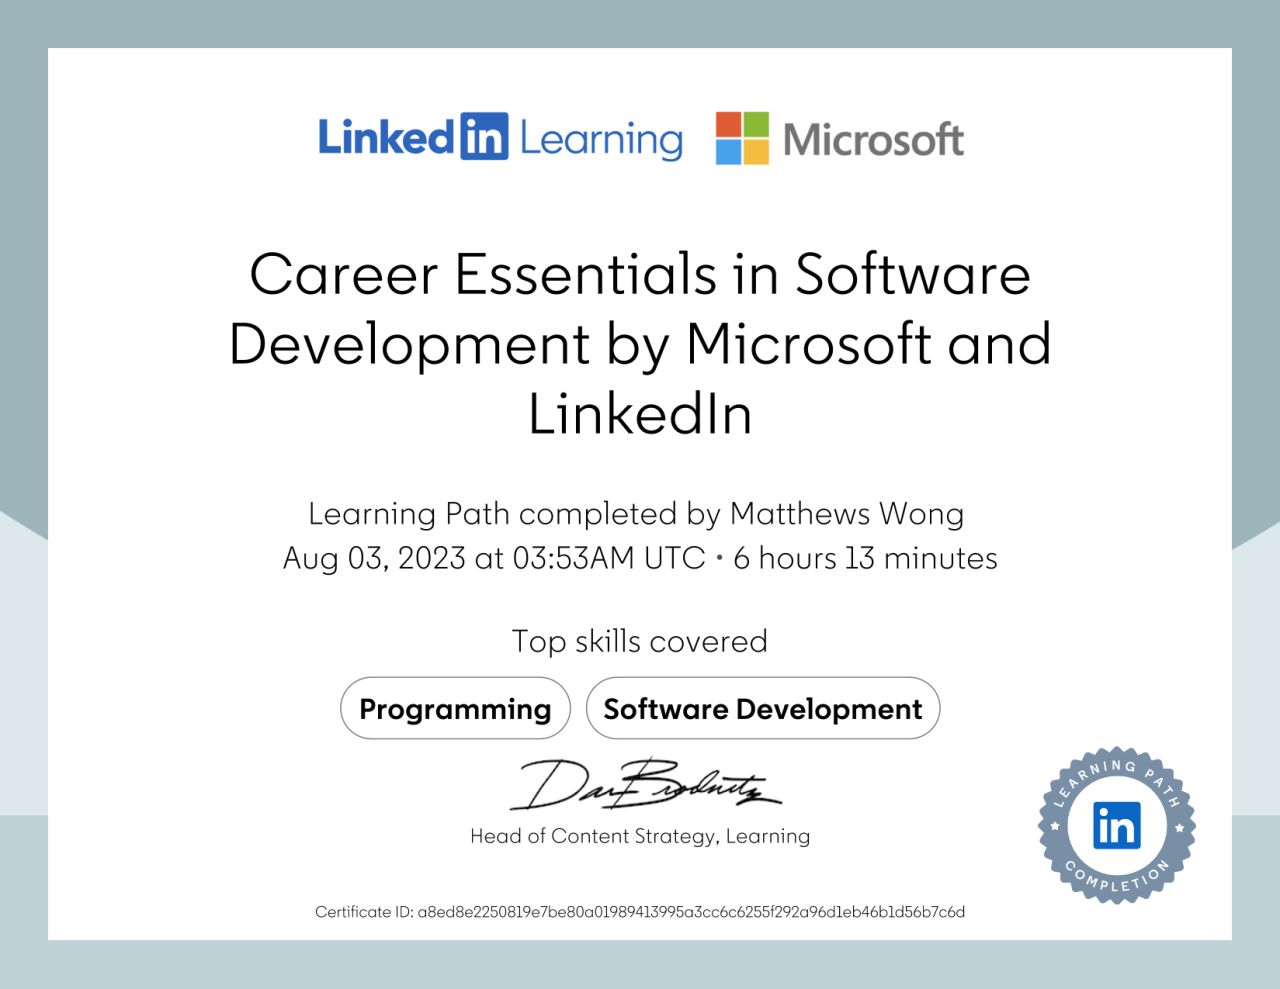 LinkedIn Learning Microsoft
Career Essentials in Software
Development by Microsoft and
LinkedIn
Learning Path completed by Matthews Wong
Aug 03, 2023 at 03:53AM UTC • 6 hours 13 minutes
Top skills covered
Programming Software Development
Dan Brodnitz
Head of Content Strategy, Learning
LEARNING PATH
in
COMPLETION
Certificate ID: a8ed8e2250819e7be80a01989413995a3cc6c6255f292a96d1eb46b1d56b7c6d